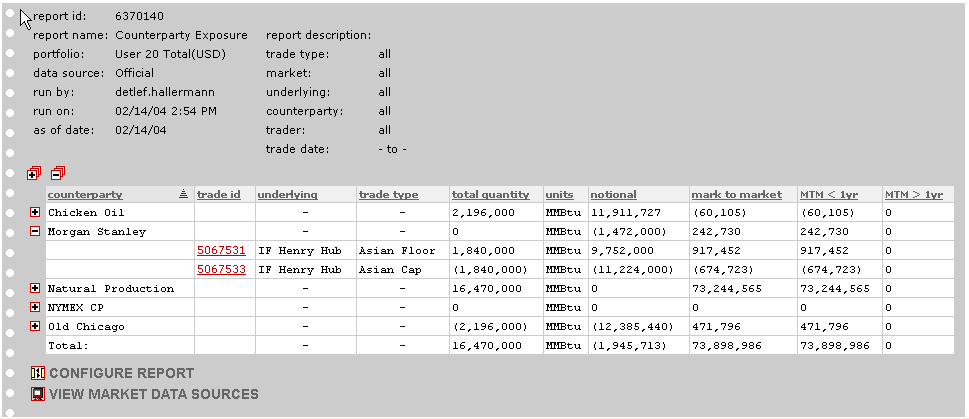 report id: 6370140
report name: Counterparty Exposure report description:
portfolio: User 20 Total(USD) trade type: all
data source: Official market: all
run by: detlef.hallermann underlying: all
run on: 02/14/04 2:54 PM counterparty: all
as of date: 02/14/04 trader: all
trade date: - to -
counterparty trade id underlying trade type total quantity units notional mark to market MTM < 1yr MTM > 1yr
Chicken Oil - - 2,196,000 MMBtu 11,911,727 (60,105) (60,105) 0
Morgan Stanley - - 0 MMBtu (1,472,000) 242,730 242,730 0
5067531 IF Henry Hub Asian Floor 1,840,000 MMBtu 9,752,000 917,452 917,452 0
5067533 IF Henry Hub Asian Cap (1,840,000) MMBtu (11,224,000) (674,723) (674,723) 0
Natural Production - - 16,470,000 MMBtu 0 73,244,565 73,244,565 0
NYMEX CP - - 0 MMBtu 0 0 0 0
Old Chicago - - (2,196,000) MMBtu (12,385,440) 471,796 471,796 0
Total: - - 16,470,000 MMBtu (1,945,713) 73,898,986 73,898,986 0
CONFIGURE REPORT
VIEW MARKET DATA SOURCES